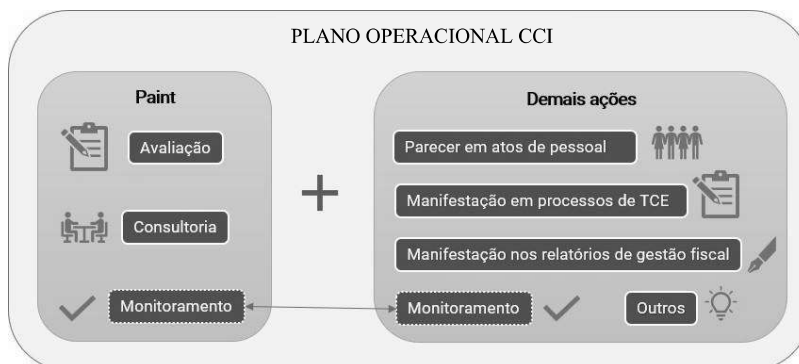 PLANO OPERACIONAL CCI
Paint
Avaliação
Consultoria
Monitoramento
+
Demais ações
Parecer em atos de pessoal
Manifestação em processos de TCE
Manifestação nos relatórios de gestão fiscal
Monitoramento
Outros